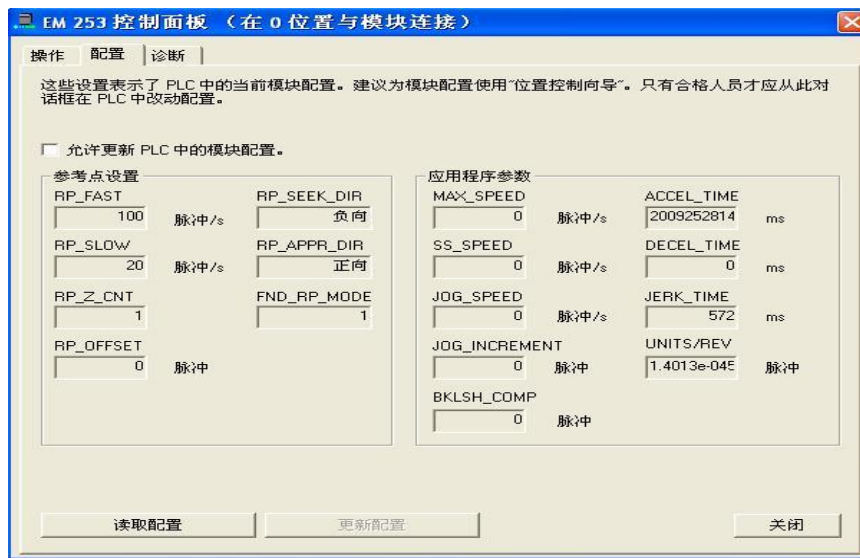 EM 253 控制面板 （在 0 位置与模块连接）
操作 配置 诊断
这些设置表示了 PLC 中的当前模块配置。建议为模块配置使用“位置控制向导”。只有合格人员才应从此对
话框在 PLC 中改动配置。
允许更新 PLC 中的模块配置。
参考点设置
RP_FAST RP_SEEK_DIR
100 脉冲/s 负向
RP_SLOW RP_APPR_DIR
20 脉冲/s 正向
RP_Z_CNT FND_RP_MODE
1 1
RP_OFFSET
0 脉冲
应用程序参数
MAX_SPEED ACCEL_TIME
0 脉冲/s 2009252814 ms
SS_SPEED DECEL_TIME
0 脉冲/s 0 ms
JOG_SPEED JERK_TIME
0 脉冲/s 572 ms
JOG_INCREMENT UNITS/REV
0 脉冲 1.4013e-045 脉冲
BKLSH_COMP
0 脉冲
读取配置 更新配置 关闭